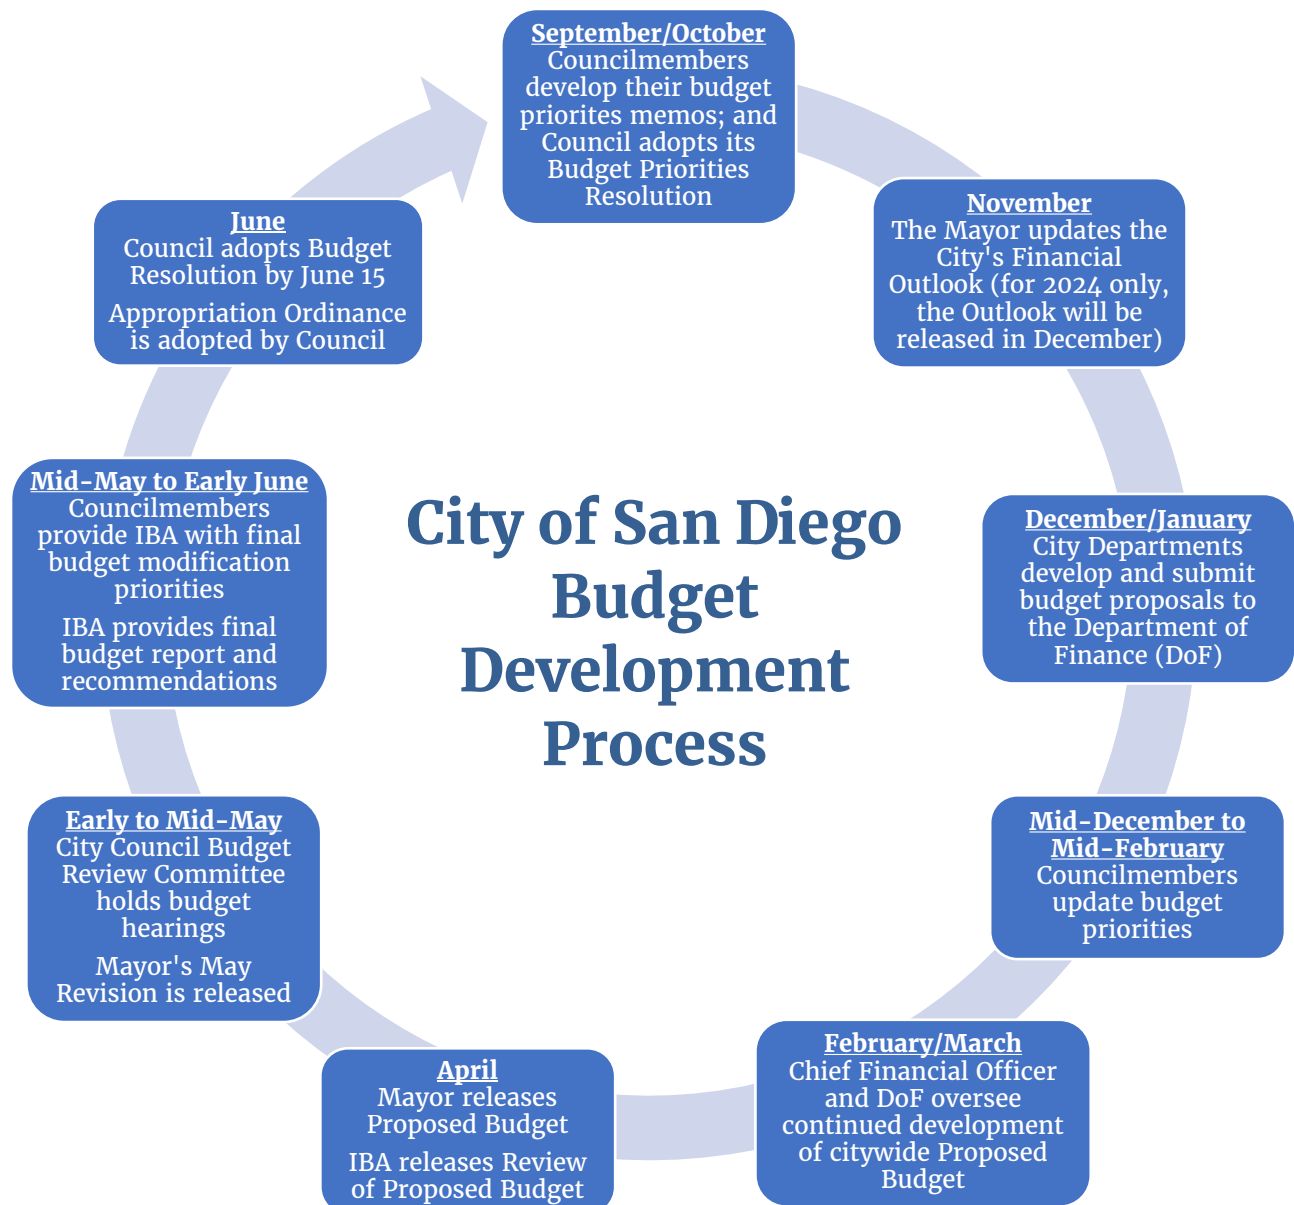 September/October
Councilmembers
develop their budget
priorites memos; and
Council adopts its
Budget Priorities
Resolution
November
The Mayor updates the
City's Financial
Outlook (for 2024 only,
the Outlook will be
released in December)
December/January
City Departments
develop and submit
budget proposals to
the Department of
Finance (DoF)
Mid-December to
Mid-February
Councilmembers
update budget
priorities
February/March
Chief Financial Officer
and DoF oversee
continued development
of citywide Proposed
Budget
April
Mayor releases
Proposed Budget
IBA releases Review
of Proposed Budget
Early to Mid-May
City Council Budget
Review Committee
holds budget
hearings
Mayor's May
Revision is released
Mid-May to Early June
Councilmembers
provide IBA with final
budget modification
priorities
IBA provides final
budget report and
recommendations
June
Council adopts Budget
Resolution by June 15
Appropriation Ordinance
is adopted by Council
City of San Diego
Budget
Development
Process